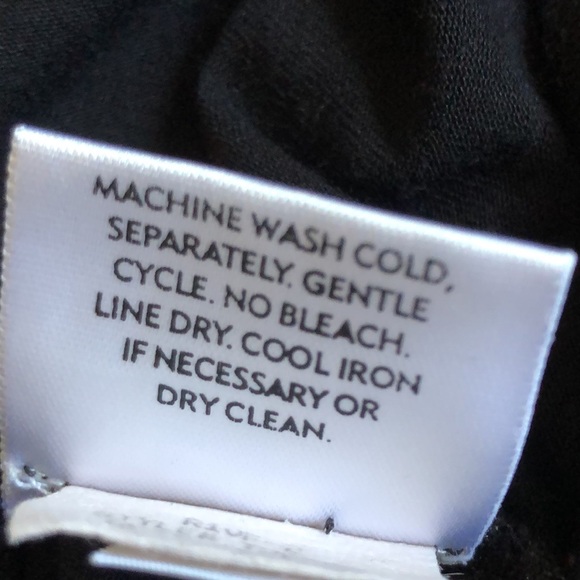 MACHINE WASH COLD,
SEPARATELY. GENTLE
CYCLE. NO BLEACH.
LINE DRY. COOL IRON
IF NECESSARY OR
DRY CLEAN.